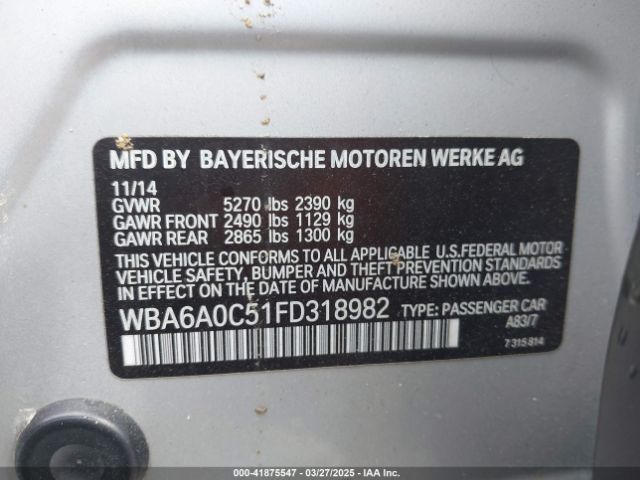 MFD BY BAYERISCHE MOTOREN WERKE AG
11/14
GVWR 5270 lbs 2390 kg
GAWR FRONT 2490 lbs 1129 kg
GAWR REAR 2865 lbs 1300 kg
THIS VEHICLE CONFORMS TO ALL APPLICABLE U.S.FEDERAL MOTOR
VEHICLE SAFETY, BUMPER AND THEFT PREVENTION STANDARDS
IN EFFECT ON THE DATE OF MANUFACTURE SHOWN ABOVE.
WBA6A0C51FD318982 TYPE: PASSENGER CAR
A83/7
7315814
000-41875547 | 03/27/2025 | IAA, Inc.